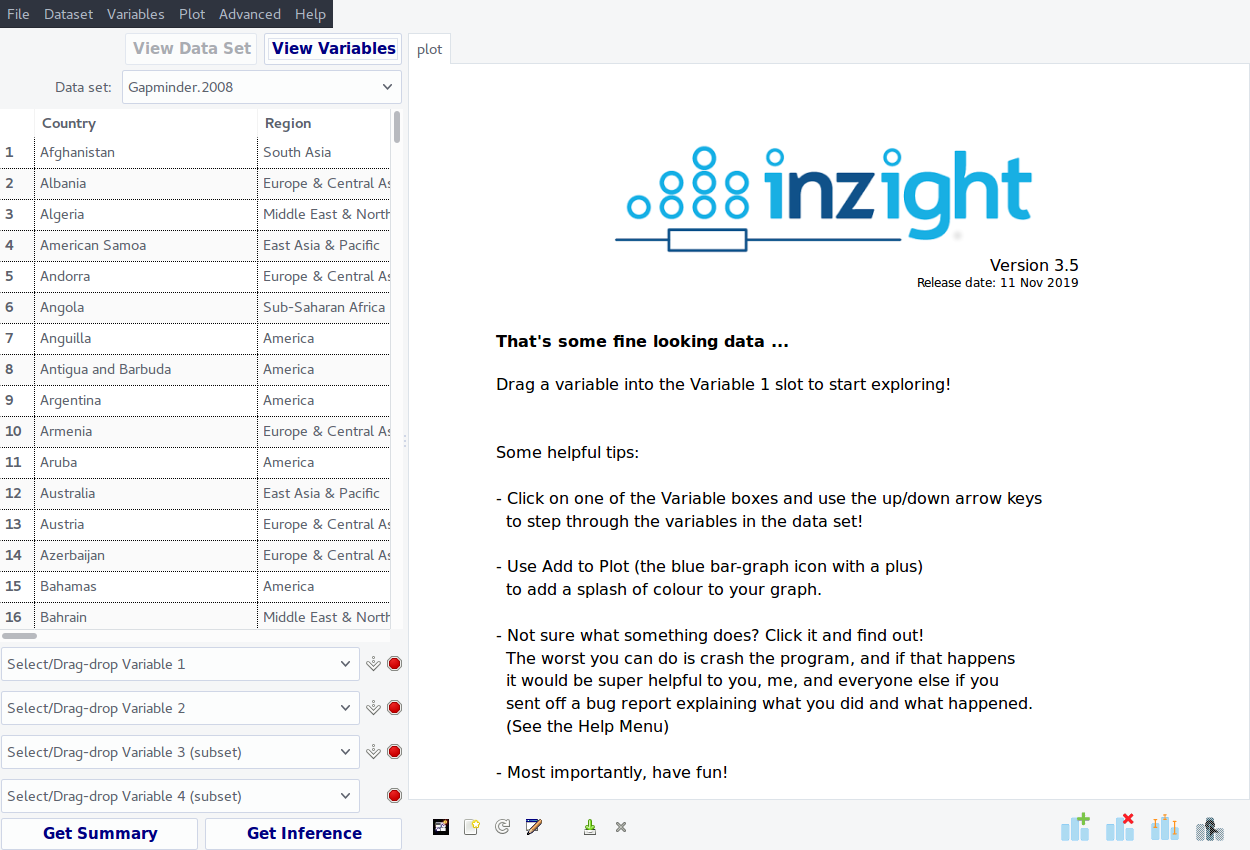 File Dataset Variables Plot Advanced Help
View Data Set View Variables
Data set: Gapminder.2008
Country Region
1 Afghanistan South Asia
2 Albania Europe & Central As
3 Algeria Middle East & North
4 American Samoa East Asia & Pacific
5 Andorra Europe & Central As
6 Angola Sub-Saharan Africa
7 Anguilla America
8 Antigua and Barbuda America
9 Argentina America
10 Armenia Europe & Central As
11 Aruba America
12 Australia East Asia & Pacific
13 Austria Europe & Central As
14 Azerbaijan Europe & Central As
15 Bahamas America
16 Bahrain Middle East & North
Select/Drag-drop Variable 1
Select/Drag-drop Variable 2
Select/Drag-drop Variable 3 (subset)
Select/Drag-drop Variable 4 (subset)
Get Summary Get Inference
plot
inzight
Version 3.5
Release date: 11 Nov 2019
That's some fine looking data ...
Drag a variable into the Variable 1 slot to start exploring!
Some helpful tips:
- Click on one of the Variable boxes and use the up/down arrow keys
to step through the variables in the data set!
- Use Add to Plot (the blue bar-graph icon with a plus)
to add a splash of colour to your graph.
- Not sure what something does? Click it and find out!
The worst you can do is crash the program, and if that happens
it would be super helpful to you, me, and everyone else if you
sent off a bug report explaining what you did and what happened.
(See the Help Menu)
- Most importantly, have fun!